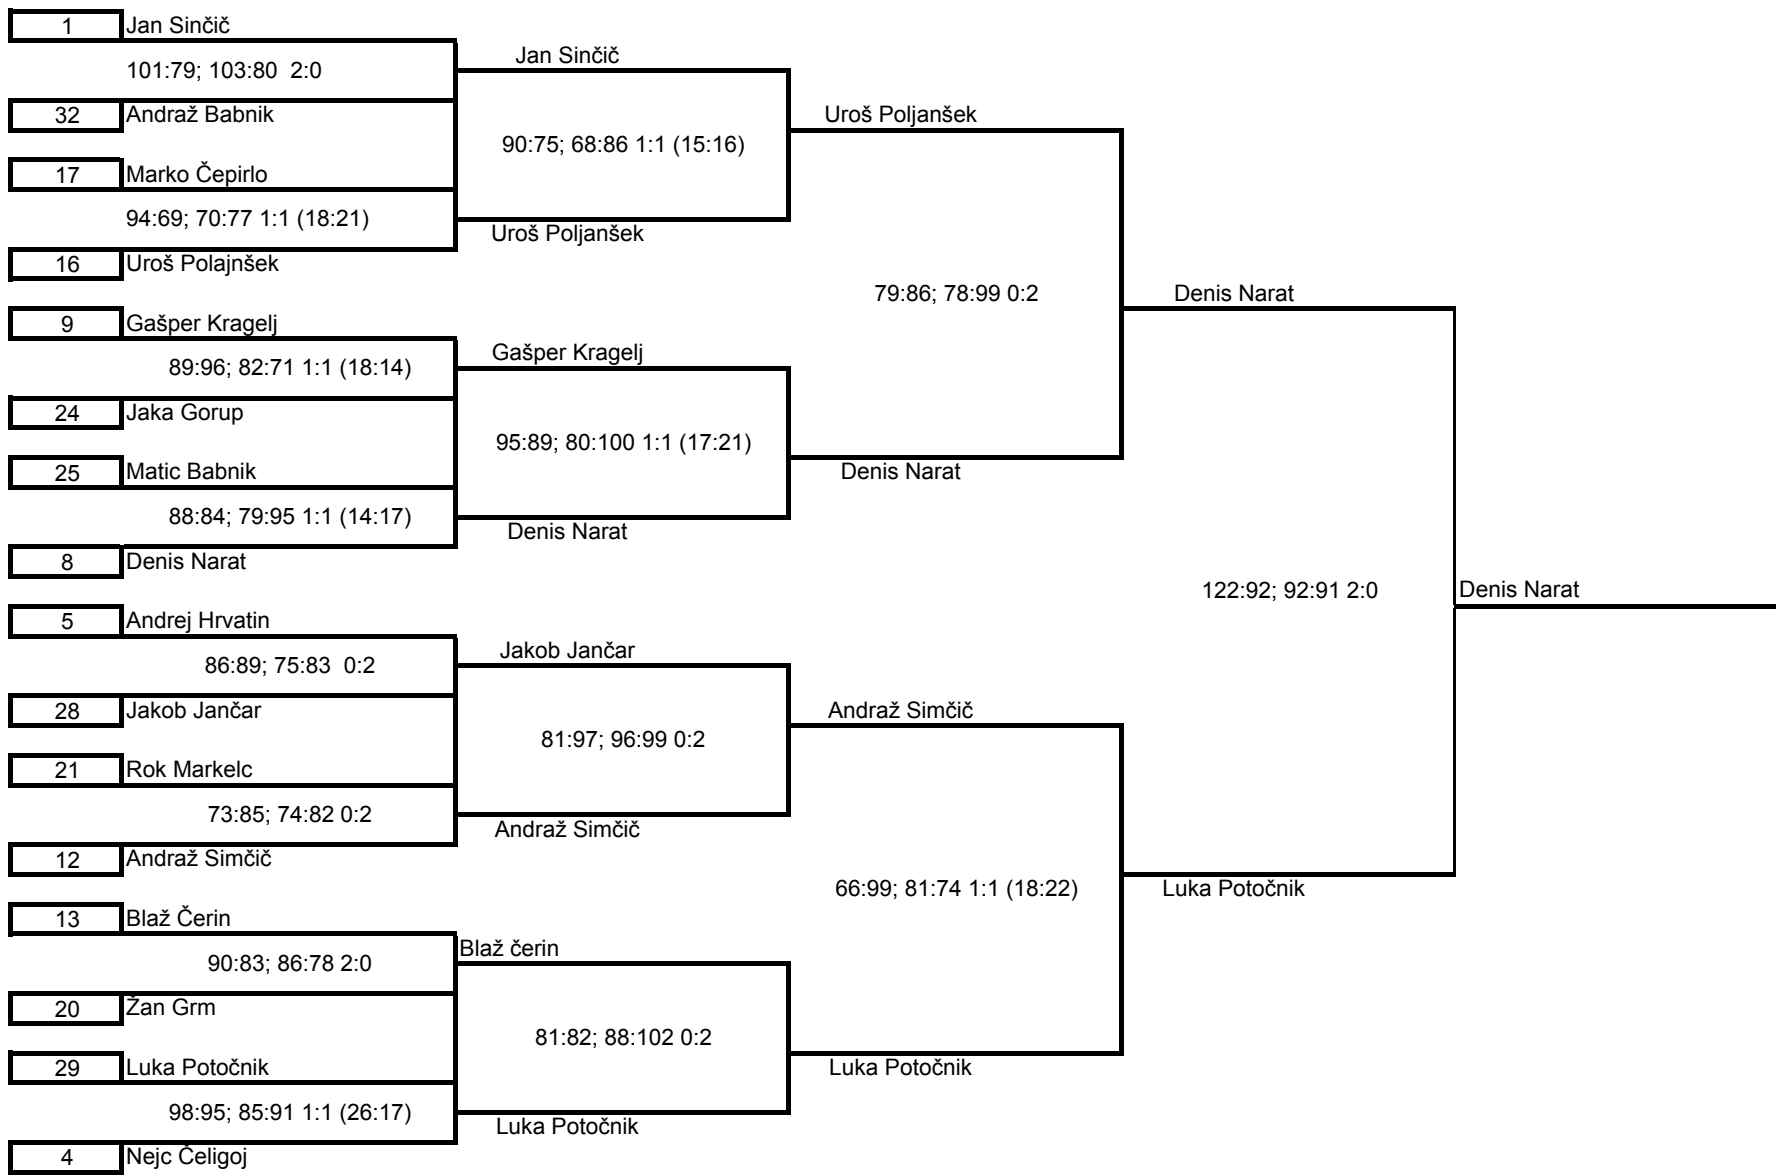 1 Jan Sinčič
Jan Sinčič
101:79; 103:80 2:0
32 Andraž Babnik
Uroš Poljanšek
90:75; 68:86 1:1 (15:16)
17 Marko Čepirlo
94:69; 70:77 1:1 (18:21)
Uroš Poljanšek
16 Uroš Polajnšek
79:86; 78:99 0:2
Denis Narat
9 Gašper Kragelj
Gašper Kragelj
89:96; 82:71 1:1 (18:14)
24 Jaka Gorup
95:89; 80:100 1:1 (17:21)
25 Matic Babnik
Denis Narat
88:84; 79:95 1:1 (14:17)
Denis Narat
8 Denis Narat
122:92; 92:91 2:0
Denis Narat
5 Andrej Hrvatin
Jakob Jančar
86:89; 75:83 0:2
28 Jakob Jančar
Andraž Simčič
81:97; 96:99 0:2
21 Rok Markelc
73:85; 74:82 0:2
Andraž Simčič
12 Andraž Simčič
66:99; 81:74 1:1 (18:22)
Luka Potočnik
13 Blaž Čerin
Blaž čerin
90:83; 86:78 2:0
20 Žan Grm
81:82; 88:102 0:2
29 Luka Potočnik
Luka Potočnik
98:95; 85:91 1:1 (26:17)
Luka Potočnik
4 Nejc Čeligoj